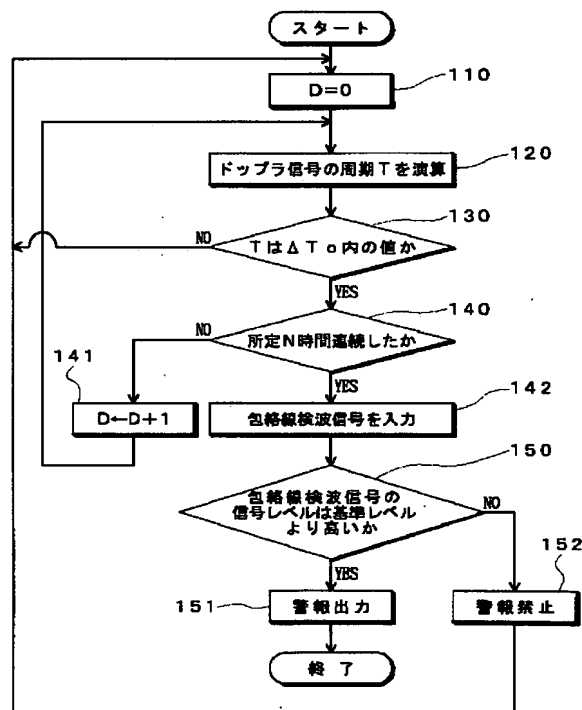 スタート
D=0
110
ドップラ信号の周期Tを演算
120
130
TはΔTo内の値か
NO
YES
140
所定N時間連続したか
NO
YES
141
D←D+1
142
包絡線検波信号を入力
150
包絡線検波信号の
信号レベルは基準レベル
より高いか
NO
YES
151
警報出力
152
警報禁止
終了